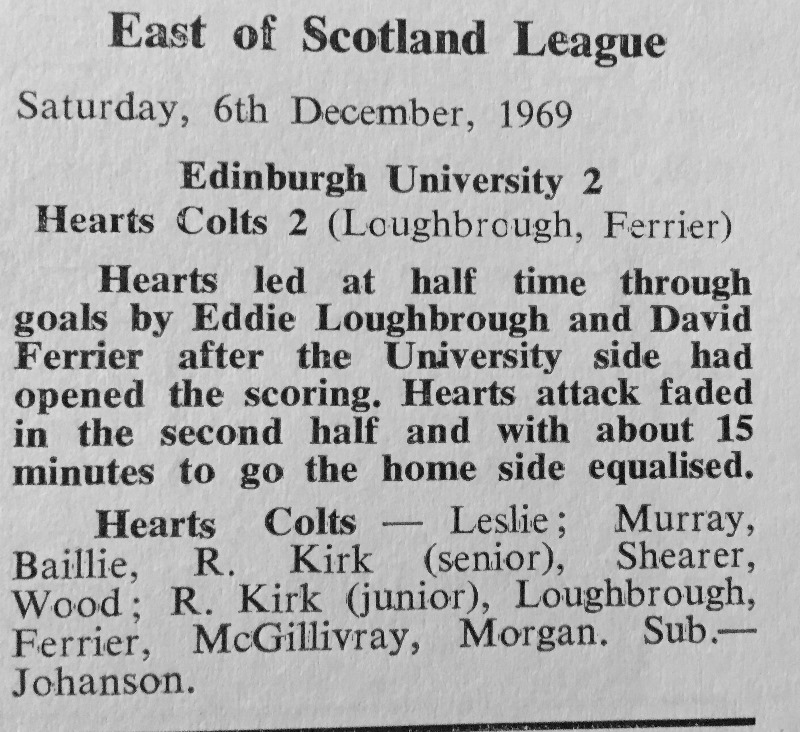 East of Scotland League
Saturday, 6th December, 1969
Edinburgh University 2
Hearts Colts 2 (Loughbrough, Ferrier)
Hearts led at half time through
goals by Eddie Loughbrough and David
Ferrier after the University side had
opened the scoring. Hearts attack faded
in the second half and with about 15
minutes to go the home side equalised.
Hearts Colts — Leslie; Murray,
Baillie, R. Kirk (senior), Shearer,
Wood; R. Kirk (junior), Loughbrough,
Ferrier, McGillivray, Morgan. Sub.—
Johanson.